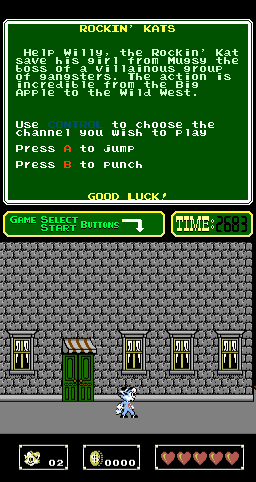 ROCKIN' KATS
Help Willy, the Rockin' Kat
save his girl from Mugsy the
boss of a villainous group
of gangsters. The action is
incredible from the Big
Apple to the Wild West.
Use CONTROL to choose the
channel you wish to play
Press A to jump
Press B to punch
GOOD LUCK!
GAME SELECT
START BUTTONS
TIME: 2683
02
0000